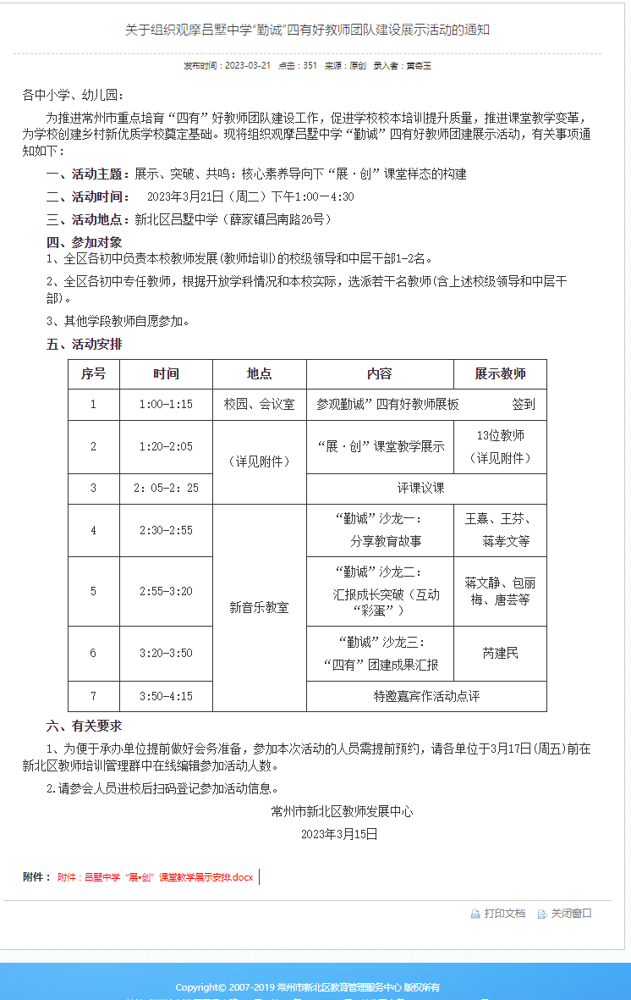 关于组织观摩吕墅中学“勤诚”四有好教师团队建设展示活动的通知
发布时间：2023-03-21 点击：351 来源：原创 录入者：黄奇玉
各中小学、幼儿园：
为推进常州市重点培育“四有”好教师团队建设工作，促进学校校本培训提升质量，推进课堂教学变革，
为学校创建乡村新优质学校奠定基础。现将组织观摩吕墅中学“勤诚”四有好教师团建展示活动，有关事项通
知如下：
一、活动主题：展示、突破、共鸣：核心素养导向下“展·创”课堂样态的构建
二、活动时间： 2023年3月21日（周二）下午1:00—4:30
三、活动地点：新北区吕墅中学（薛家镇吕南路26号）
四、参加对象
1、全区各初中负责本校教师发展(教师培训)的校级领导和中层干部1-2名。
2、全区各初中专任教师，根据开放学科情况和本校实际，选派若干名教师(含上述校级领导和中层干
部)。
3、其他学段教师自愿参加。
五、活动安排
序号 时间 地点 内容 展示教师
1 1:00-1:15 校园、会议室 参观勤诚”四有好教师展板 签到
2 1:20-2:05 （详见附件） “展·创”课堂教学展示 13位教师
（详见附件）
3 2：05-2：25 评课议课
4 2:30-2:55 新音乐教室 “勤诚”沙龙一：
分享教育故事 王熹、王芬、
蒋孝文等
5 2:55-3:20 “勤诚”沙龙二：
汇报成长突破（互动
“彩蛋”） 蒋文静、包丽
梅、唐芸等
6 3:20-3:50 “勤诚”沙龙三：
“四有”团建成果汇报 芮建民
7 3:50-4:15 特邀嘉宾作活动点评
六、有关要求
1、为便于承办单位提前做好会务准备，参加本次活动的人员需提前预约，请各单位于3月17日(周五)前在
新北区教师培训管理群中在线编辑参加活动人数。
2.请参会人员进校后扫码登记参加活动信息。
常州市新北区教师发展中心
2023年3月15日
附件： 附件：吕墅中学“展•创”课堂教学展示安排.docx
打印文档 关闭窗口
Copyright© 2007-2019 常州市新北区教育管理服务中心 版权所有